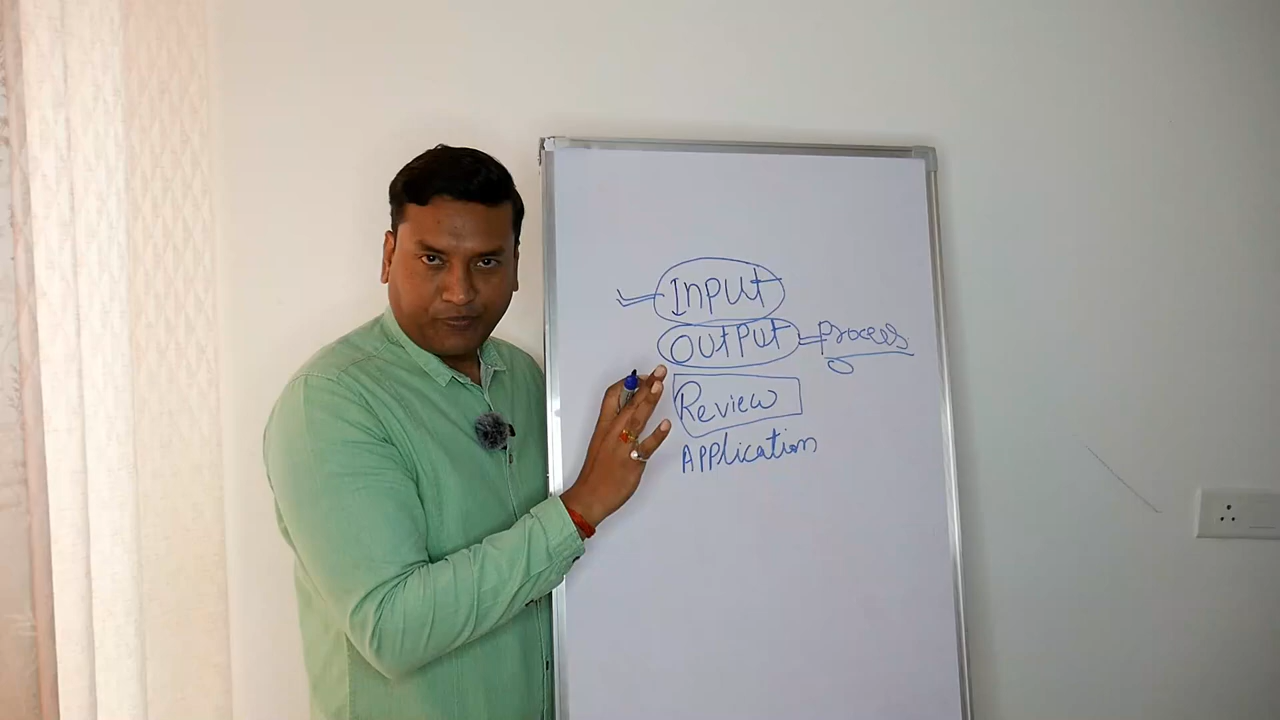 Input
Output = Process
Review
Application